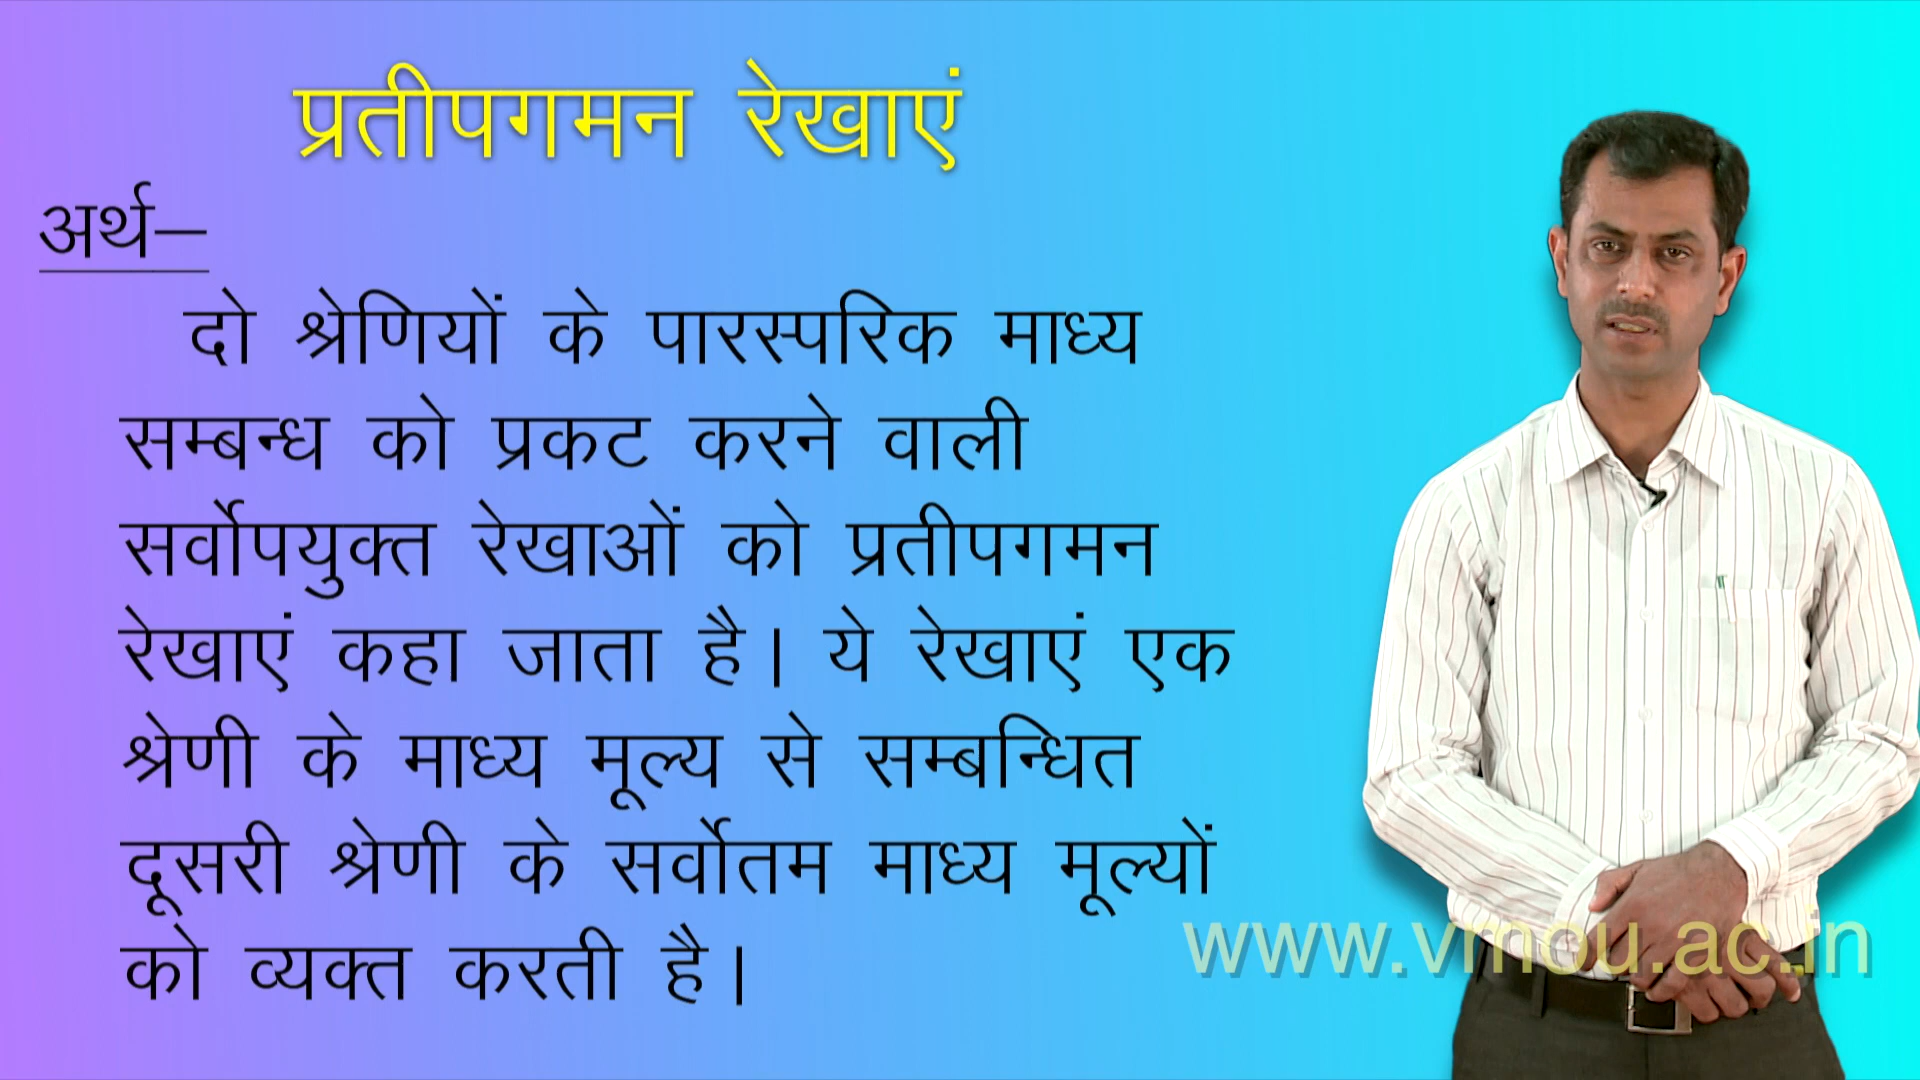 प्रतीपगमन रेखाएं
अर्थ–
दो श्रेणियों के पारस्परिक माध्य
सम्बन्ध को प्रकट करने वाली
सर्वोपयुक्त रेखाओं को प्रतीपगमन
रेखाएं कहा जाता है। ये रेखाएं एक
श्रेणी के माध्य मूल्य से सम्बन्धित
दूसरी श्रेणी के सर्वोतम माध्य मूल्यों
को व्यक्त करती है।
www.vmou.ac.in